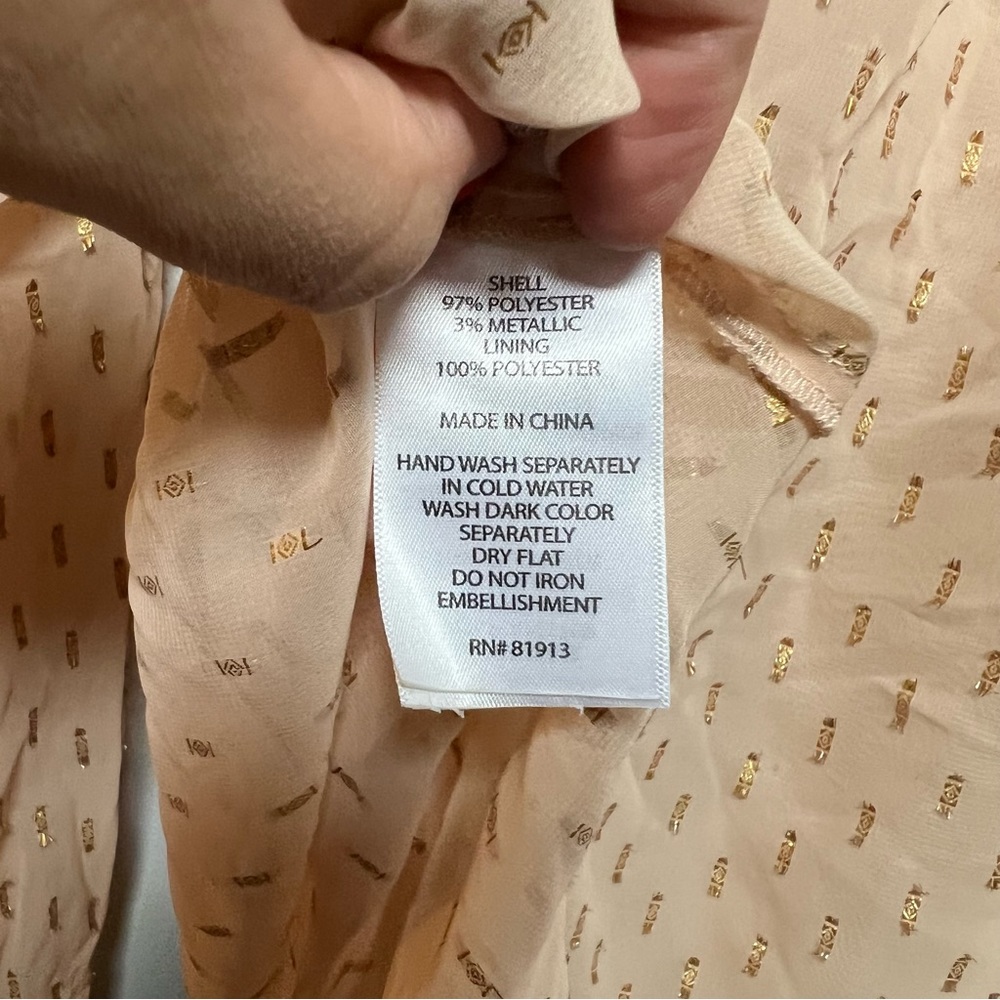 SHELL
97% POLYESTER
3% METALLIC
LINING
100% POLYESTER
MADE IN CHINA
HAND WASH SEPARATELY
IN COLD WATER
WASH DARK COLOR
SEPARATELY
DRY FLAT
DO NOT IRON
EMBELLISHMENT
RN# 81913